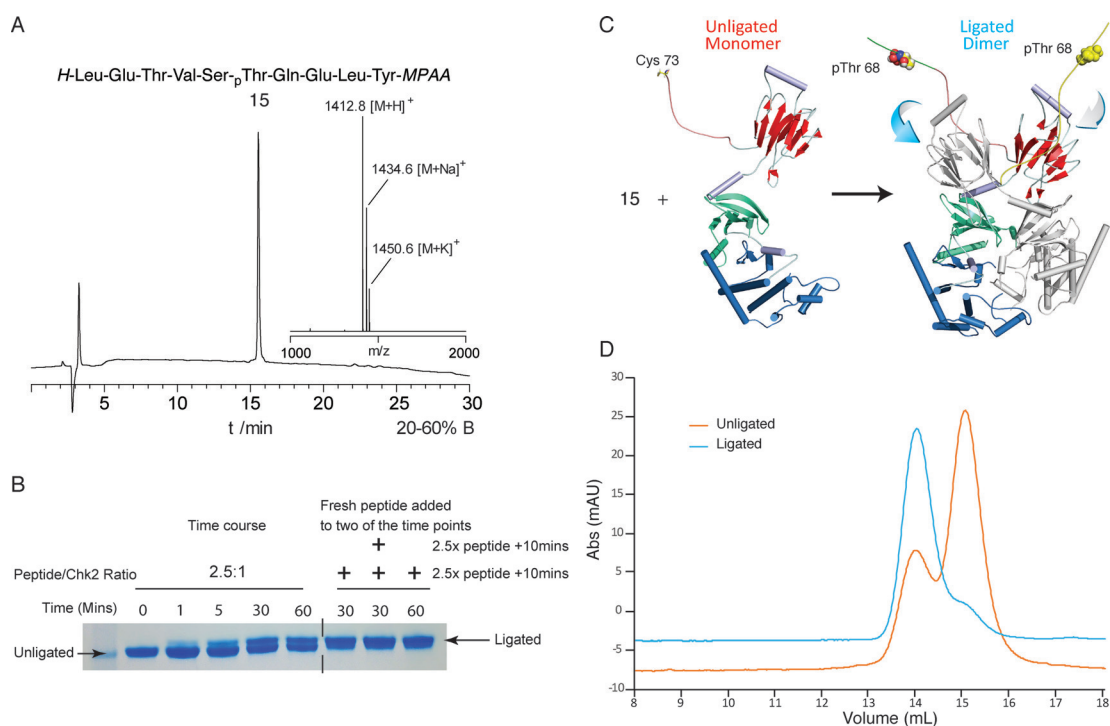 A
H-Leu-Glu-Thr-Val-Ser-pThr-Gln-Glu-Leu-Tyr-MPAA
15
1412.8 [M+H]+
1434.6 [M+Na]+
1450.6 [M+K]+
1000 m/z 2000
5 10 15 20 25 30
t /min 20-60% B
B
Time course
Fresh peptide added
to two of the time points
+ 2.5x peptide +10mins
Peptide/Chk2 Ratio 2.5:1 + + + 2.5x peptide +10mins
Time (Mins) 0 1 5 30 60 30 30 60
Unligated
Ligated
C
Unligated
Monomer
Cys 73
15 +
Ligated
Dimer
pThr 68
pThr 68
D
Unligated
Ligated
Abs (mAU)
30
25
20
15
10
5
0
-5
-10
8 9 10 11 12 13 14 15 16 17 18
Volume (mL)